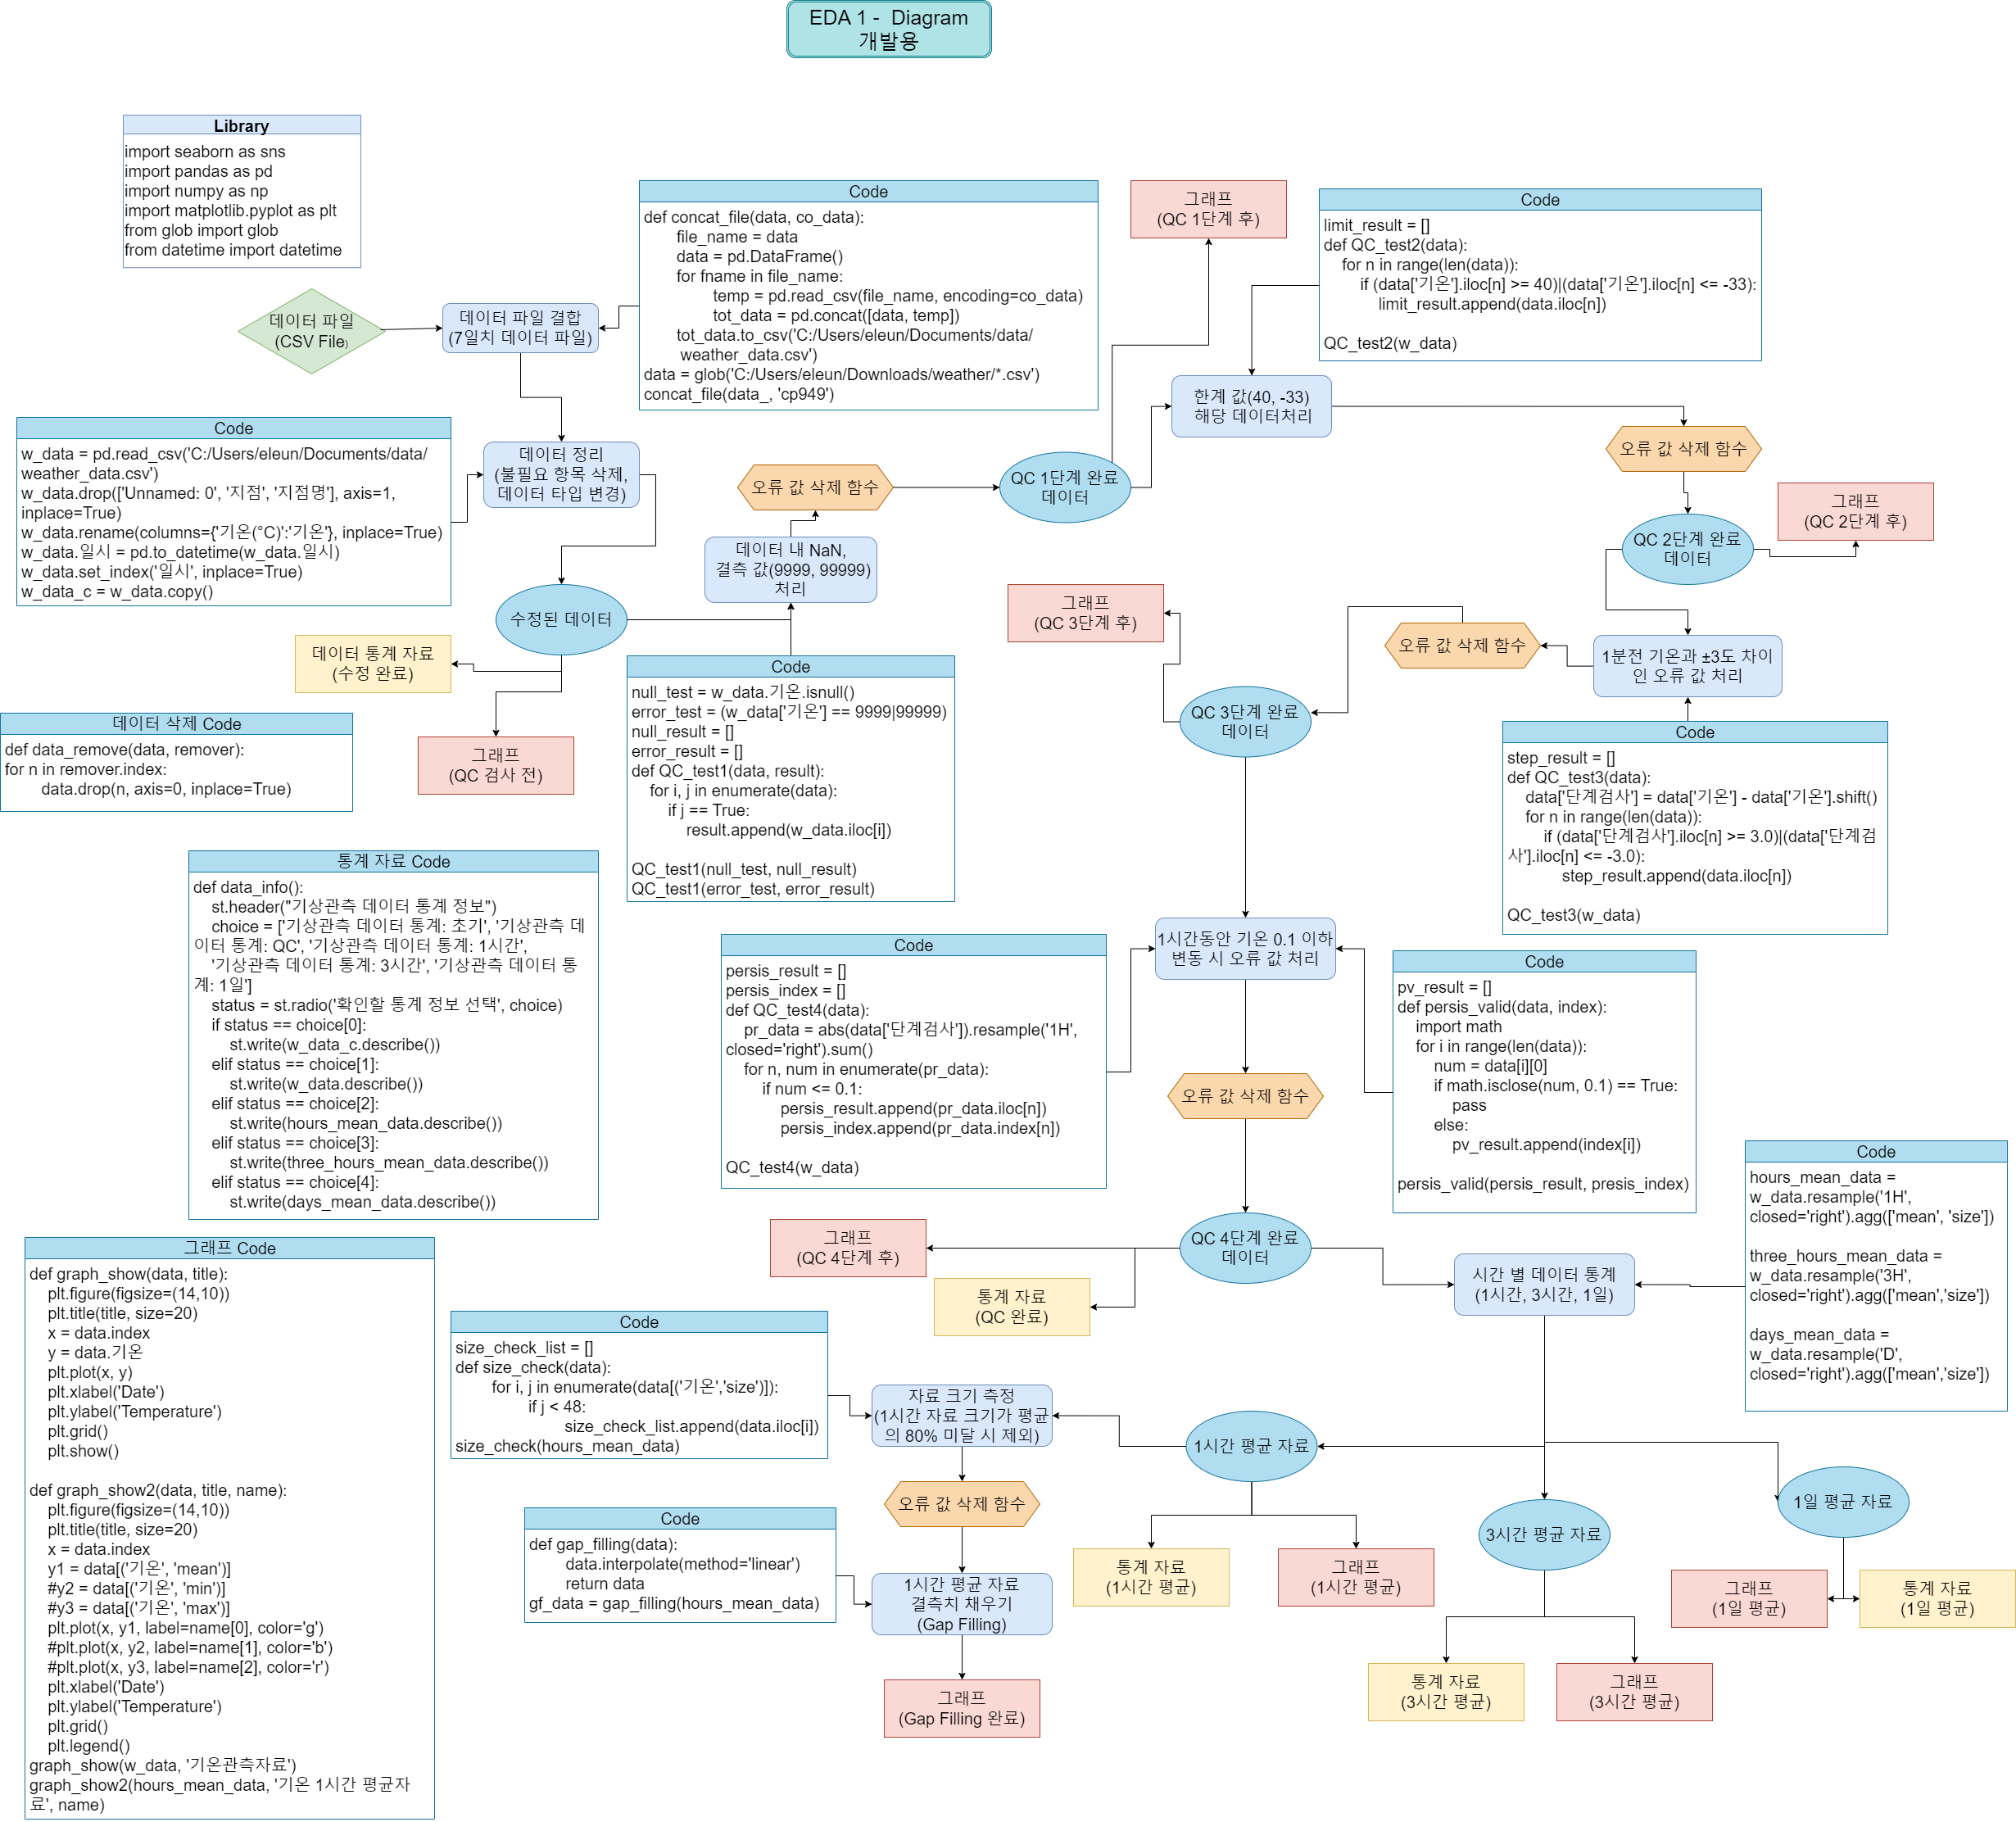 EDA 1 -  Diagram
개발용
Library
import seaborn as sns
import pandas as pd
import numpy as np
import matplotlib.pyplot as plt
from glob import glob
from datetime import datetime
데이터 파일
(CSV File)
데이터 파일 결합
(7일치 데이터 파일)
Code
def concat_file(data, co_data):
file_name = data
data = pd.DataFrame()
for fname in file_name:
temp = pd.read_csv(file_name, encoding=co_data)
tot_data = pd.concat([data, temp])
tot_data.to_csv('C:/Users/eleun/Documents/data/
weather_data.csv')
data = glob('C:/Users/eleun/Downloads/weather/*.csv')
concat_file(data_, 'cp949')
그래프
(QC 1단계 후)
Code
limit_result = []
def QC_test2(data):
for n in range(len(data)):
if (data['기온'].iloc[n] >= 40)|(data['기온'].iloc[n] <= -33):
limit_result.append(data.iloc[n])
QC_test2(w_data)
Code
w_data = pd.read_csv('C:/Users/eleun/Documents/data/
weather_data.csv')
w_data.drop(['Unnamed: 0', '지점', '지점명'], axis=1,
inplace=True)
w_data.rename(columns={'기온(°C)':'기온'}, inplace=True)
w_data.일시 = pd.to_datetime(w_data.일시)
w_data.set_index('일시', inplace=True)
w_data_c = w_data.copy()
데이터 정리
(불필요 항목 삭제,
데이터 타입 변경)
오류 값 삭제 함수
QC 1단계 완료
데이터
한계 값(40, -33)
해당 데이터처리
오류 값 삭제 함수
QC 2단계 완료
데이터
그래프
(QC 2단계 후)
데이터 내 NaN,
결측 값(9999, 99999)
처리
수정된 데이터
데이터 통계 자료
(수정 완료)
그래프
(QC 검사 전)
데이터 삭제 Code
def data_remove(data, remover):
for n in remover.index:
data.drop(n, axis=0, inplace=True)
Code
null_test = w_data.기온.isnull()
error_test = (w_data['기온'] == 9999|99999)
null_result = []
error_result = []
def QC_test1(data, result):
for i, j in enumerate(data):
if j == True:
result.append(w_data.iloc[i])
QC_test1(null_test, null_result)
QC_test1(error_test, error_result)
그래프
(QC 3단계 후)
QC 3단계 완료
데이터
오류 값 삭제 함수
1분전 기온과 ±3도 차이
인 오류 값 처리
Code
step_result = []
def QC_test3(data):
data['단계검사'] = data['기온'] - data['기온'].shift()
for n in range(len(data)):
if (data['단계검사'].iloc[n] >= 3.0)|(data['단계검
사'].iloc[n] <= -3.0):
step_result.append(data.iloc[n])
QC_test3(w_data)
통계 자료 Code
def data_info():
st.header("기상관측 데이터 통계 정보")
choice = ['기상관측 데이터 통계: 초기', '기상관측 데
이터 통계: QC', '기상관측 데이터 통계: 1시간',
'기상관측 데이터 통계: 3시간', '기상관측 데이터 통
계: 1일']
status = st.radio('확인할 통계 정보 선택', choice)
if status == choice[0]:
st.write(w_data_c.describe())
elif status == choice[1]:
st.write(w_data.describe())
elif status == choice[2]:
st.write(hours_mean_data.describe())
elif status == choice[3]:
st.write(three_hours_mean_data.describe())
elif status == choice[4]:
st.write(days_mean_data.describe())
Code
persis_result = []
persis_index = []
def QC_test4(data):
pr_data = abs(data['단계검사']).resample('1H',
closed='right').sum()
for n, num in enumerate(pr_data):
if num <= 0.1:
persis_result.append(pr_data.iloc[n])
persis_index.append(pr_data.index[n])
QC_test4(w_data)
1시간동안 기온 0.1 이하
변동 시 오류 값 처리
오류 값 삭제 함수
Code
pv_result = []
def persis_valid(data, index):
import math
for i in range(len(data)):
num = data[i][0]
if math.isclose(num, 0.1) == True:
pass
else:
pv_result.append(index[i])
persis_valid(persis_result, presis_index)
Code
hours_mean_data =
w_data.resample('1H',
closed='right').agg(['mean', 'size'])
three_hours_mean_data =
w_data.resample('3H',
closed='right').agg(['mean','size'])
days_mean_data =
w_data.resample('D',
closed='right').agg(['mean','size'])
그래프
(QC 4단계 후)
QC 4단계 완료
데이터
통계 자료
(QC 완료)
시간 별 데이터 통계
(1시간, 3시간, 1일)
그래프 Code
def graph_show(data, title):
plt.figure(figsize=(14,10))
plt.title(title, size=20)
x = data.index
y = data.기온
plt.plot(x, y)
plt.xlabel('Date')
plt.ylabel('Temperature')
plt.grid()
plt.show()
def graph_show2(data, title, name):
plt.figure(figsize=(14,10))
plt.title(title, size=20)
x = data.index
y1 = data[('기온', 'mean')]
#y2 = data[('기온', 'min')]
#y3 = data[('기온', 'max')]
plt.plot(x, y1, label=name[0], color='g')
#plt.plot(x, y2, label=name[1], color='b')
#plt.plot(x, y3, label=name[2], color='r')
plt.xlabel('Date')
plt.ylabel('Temperature')
plt.grid()
plt.legend()
graph_show(w_data, '기온관측자료')
graph_show2(hours_mean_data, '기온 1시간 평균자
료', name)
Code
size_check_list = []
def size_check(data):
for i, j in enumerate(data[('기온','size')]):
if j < 48:
size_check_list.append(data.iloc[i])
size_check(hours_mean_data)
자료 크기 측정
(1시간 자료 크기가 평균
의 80% 미달 시 제외)
오류 값 삭제 함수
Code
def gap_filling(data):
data.interpolate(method='linear')
return data
gf_data = gap_filling(hours_mean_data)
1시간 평균 자료
결측치 채우기
(Gap Filling)
그래프
(Gap Filling 완료)
1시간 평균 자료
통계 자료
(1시간 평균)
그래프
(1시간 평균)
3시간 평균 자료
통계 자료
(3시간 평균)
그래프
(3시간 평균)
1일 평균 자료
그래프
(1일 평균)
통계 자료
(1일 평균)